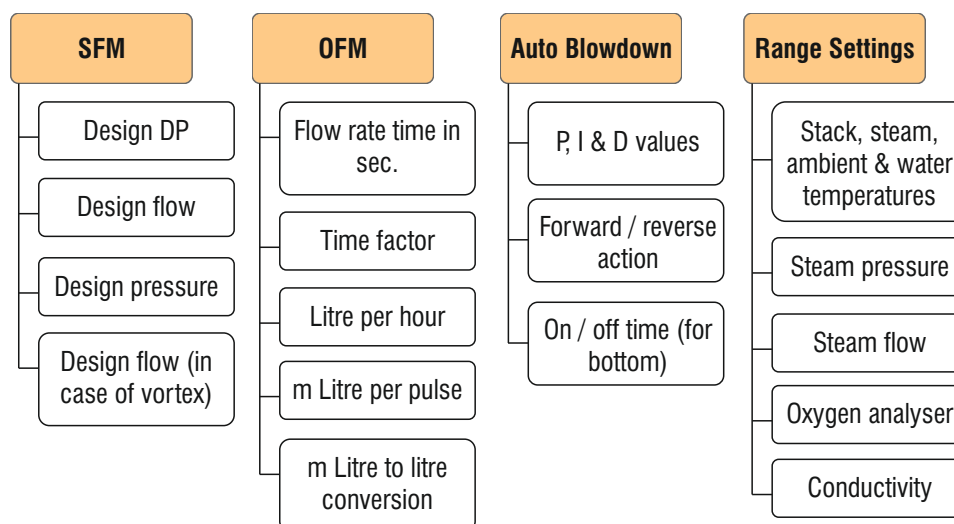 SFM
Design DP
Design flow
Design pressure
Design flow (in
case of vortex)
OFM
Flow rate time in
sec.
Time factor
Litre per hour
m Litre per pulse
m Litre to litre
conversion
Auto Blowdown
P, I & D values
Forward / reverse
action
On / off time (for
bottom)
Range Settings
Stack, steam,
ambient & water
temperatures
Steam pressure
Steam flow
Oxygen analyser
Conductivity